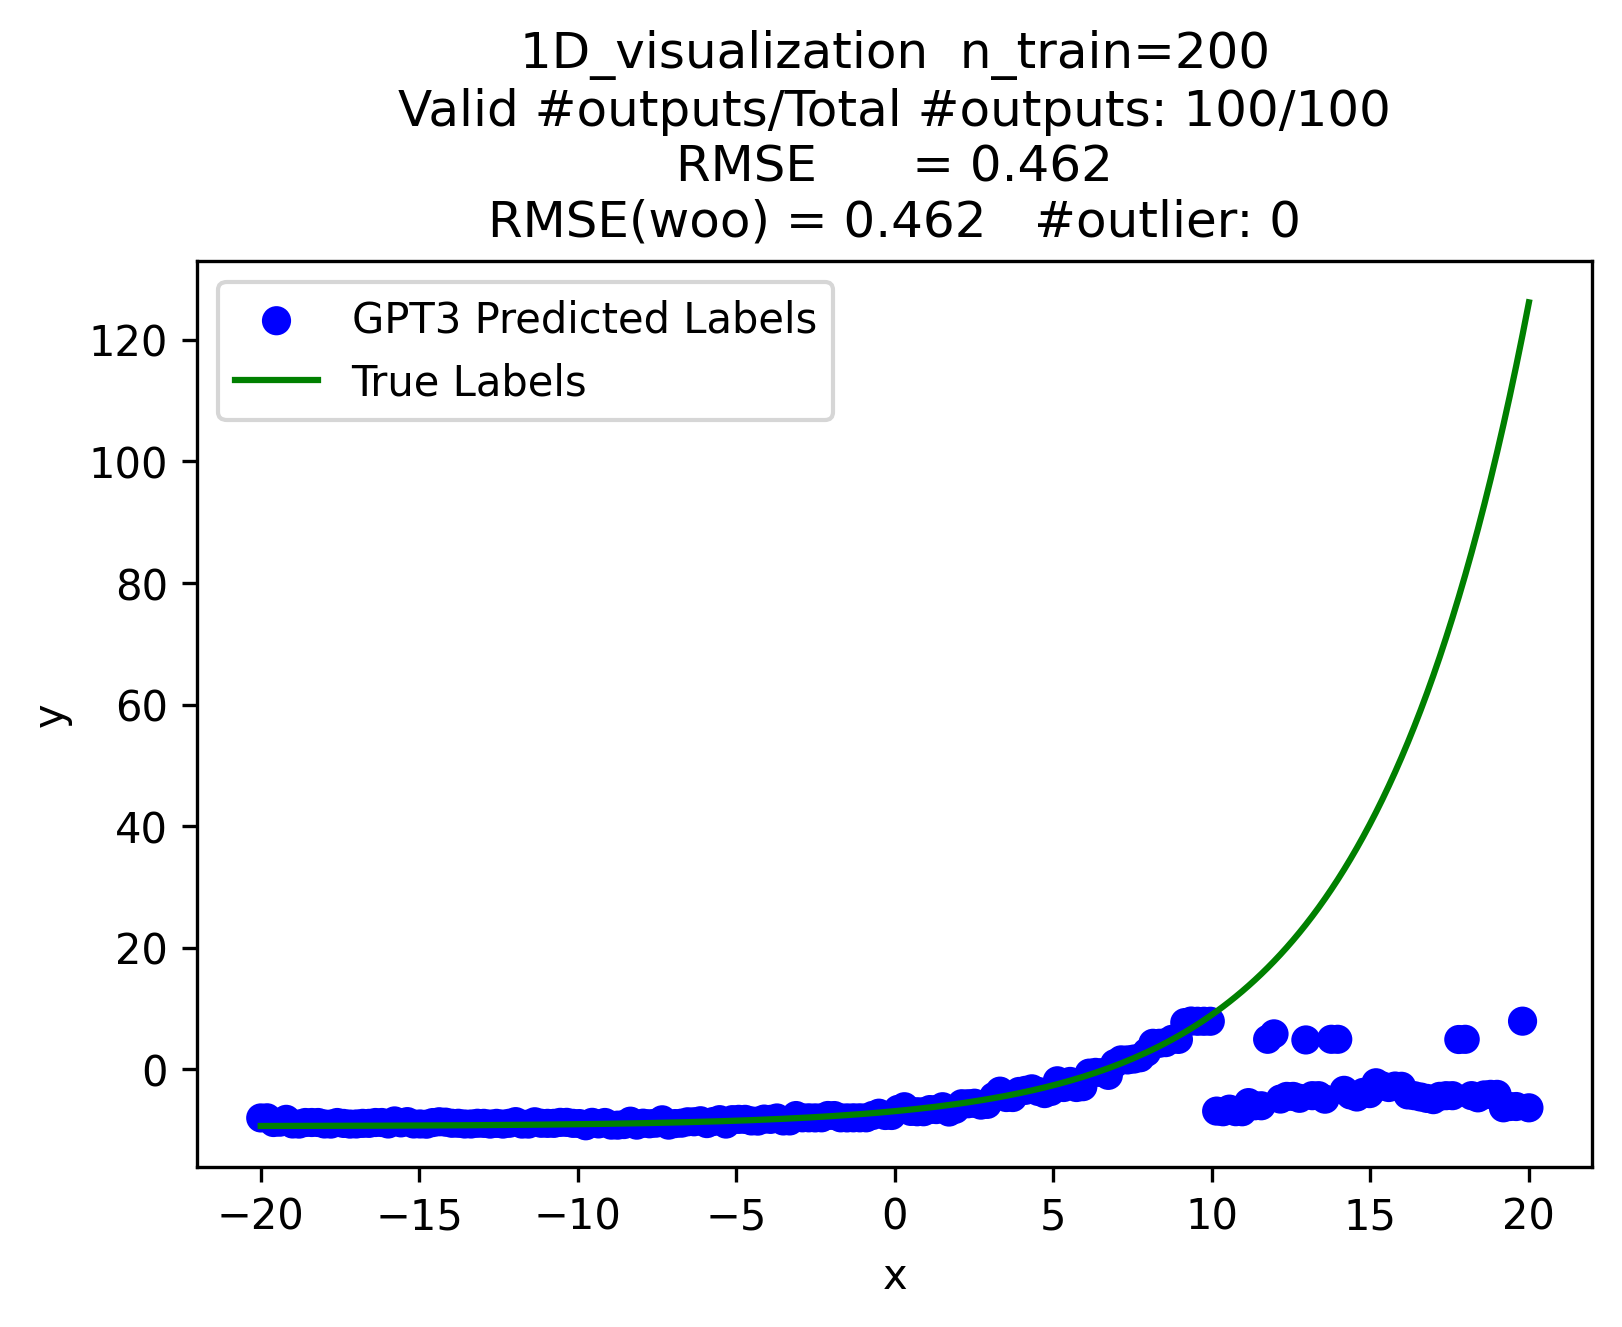 1D_visualization  n_train=200
Valid #outputs/Total #outputs: 100/100
RMSE      = 0.462
RMSE(woo) = 0.462   #outlier: 0
GPT3 Predicted Labels
True Labels
120
100
80
60
40
20
0
y
−20 −15 −10 −5 0 5 10 15 20
x